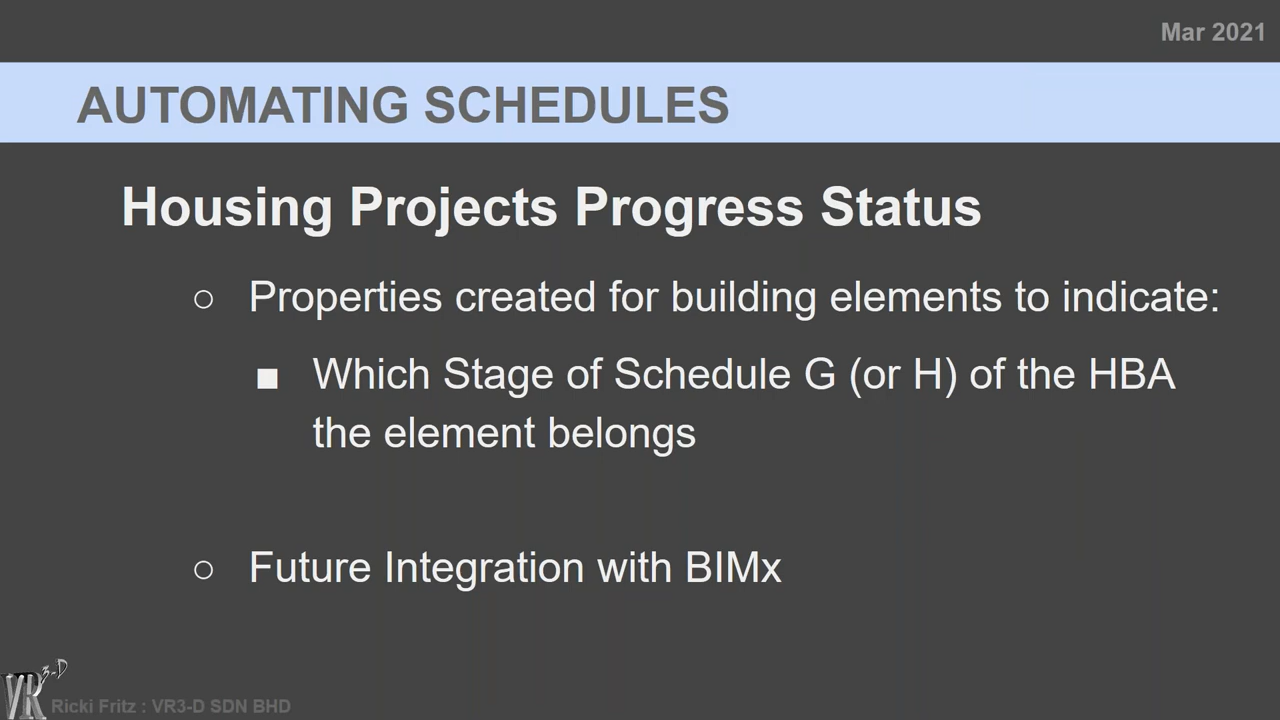 Mar 2021
AUTOMATING SCHEDULES
Housing Projects Progress Status
○ Properties created for building elements to indicate:
■ Which Stage of Schedule G (or H) of the HBA
the element belongs
○ Future Integration with BIMx
VR3-D
Ricki Fritz : VR3-D SDN BHD